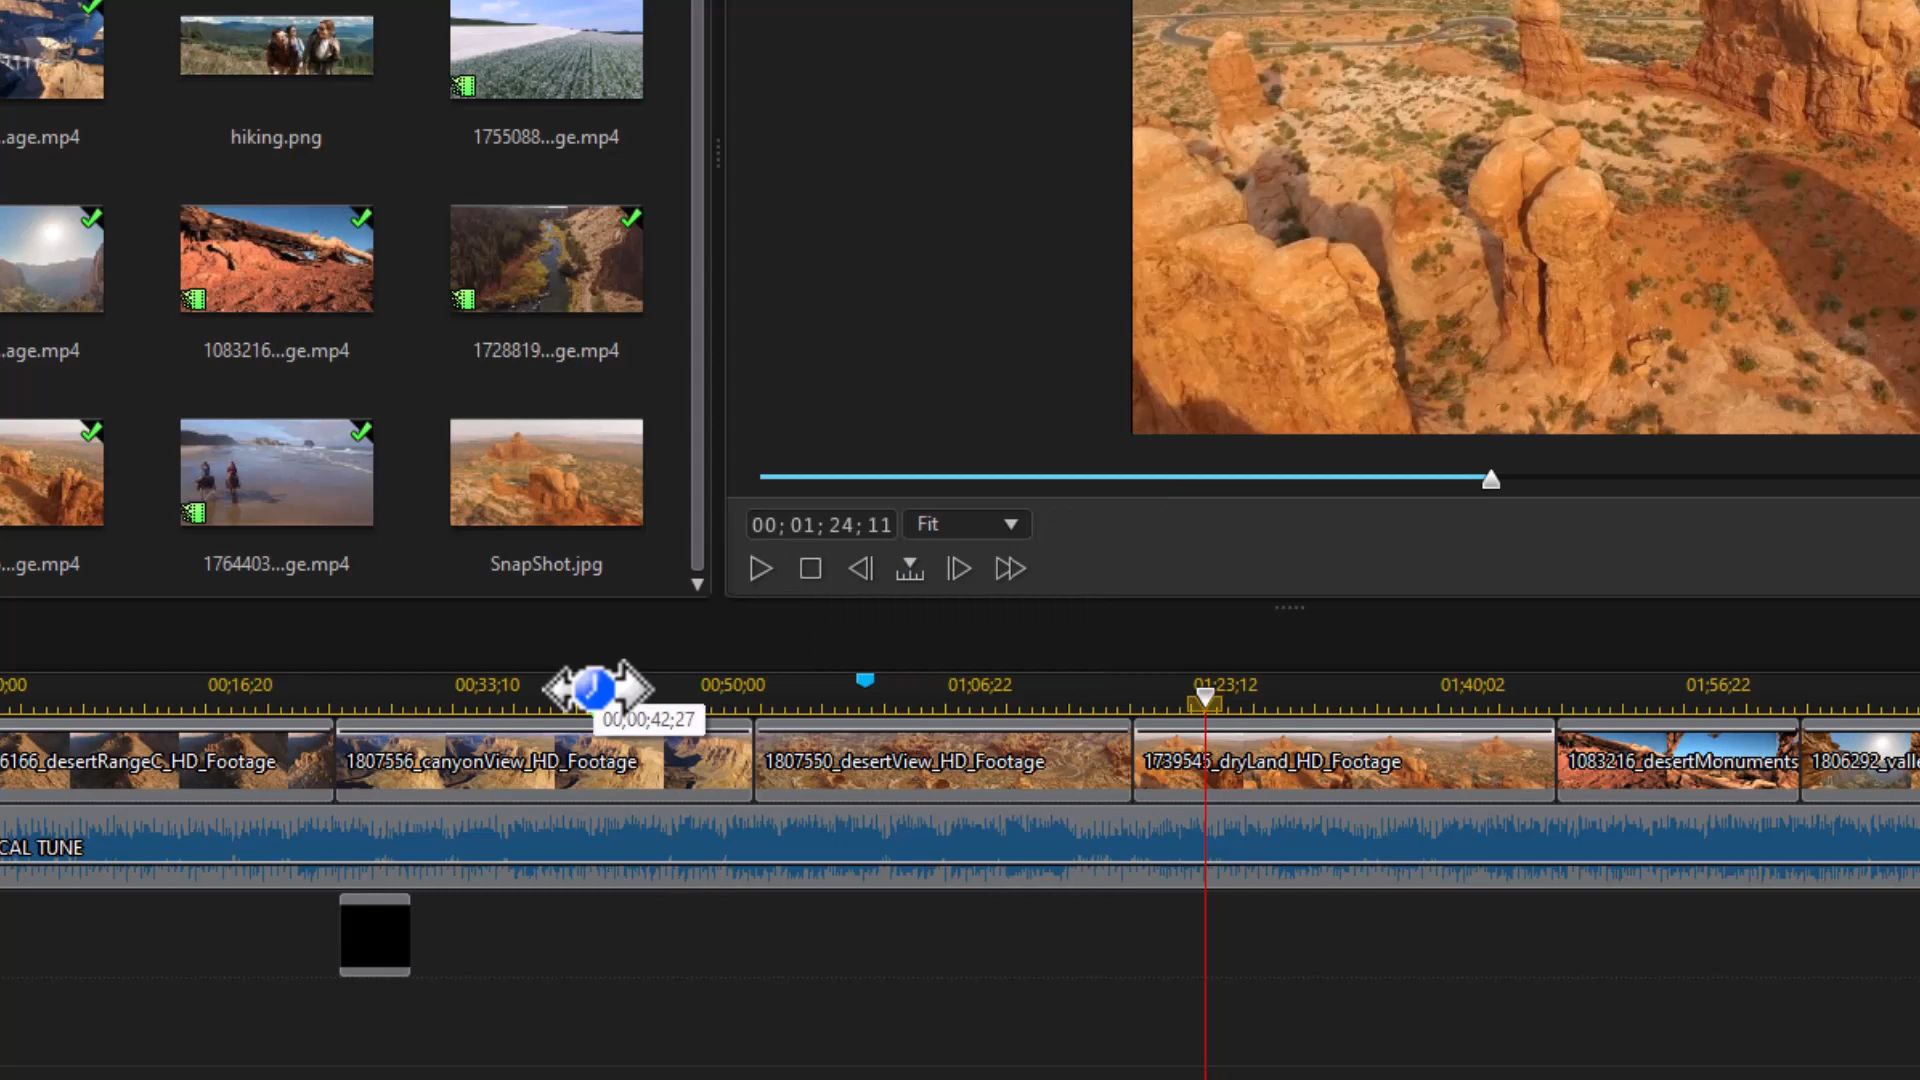 ...age.mp4
hiking.png
1755088...ge.mp4
...age.mp4
1083216...ge.mp4
1728819...ge.mp4
...ge.mp4
1764403...ge.mp4
SnapShot.jpg
00; 01; 24; 11
Fit
0;00
00;16;20
00;33;10
00;50;00
01;06;22
01;23;12
01;40;02
01;56;22
00;00;42;27
6166_desertRangeC_HD_Footage
1807556_canyonView_HD_Footage
1807550_desertView_HD_Footage
1739545_dryLand_HD_Footage
1083216_desertMonuments
1806292_valle
CAL TUNE